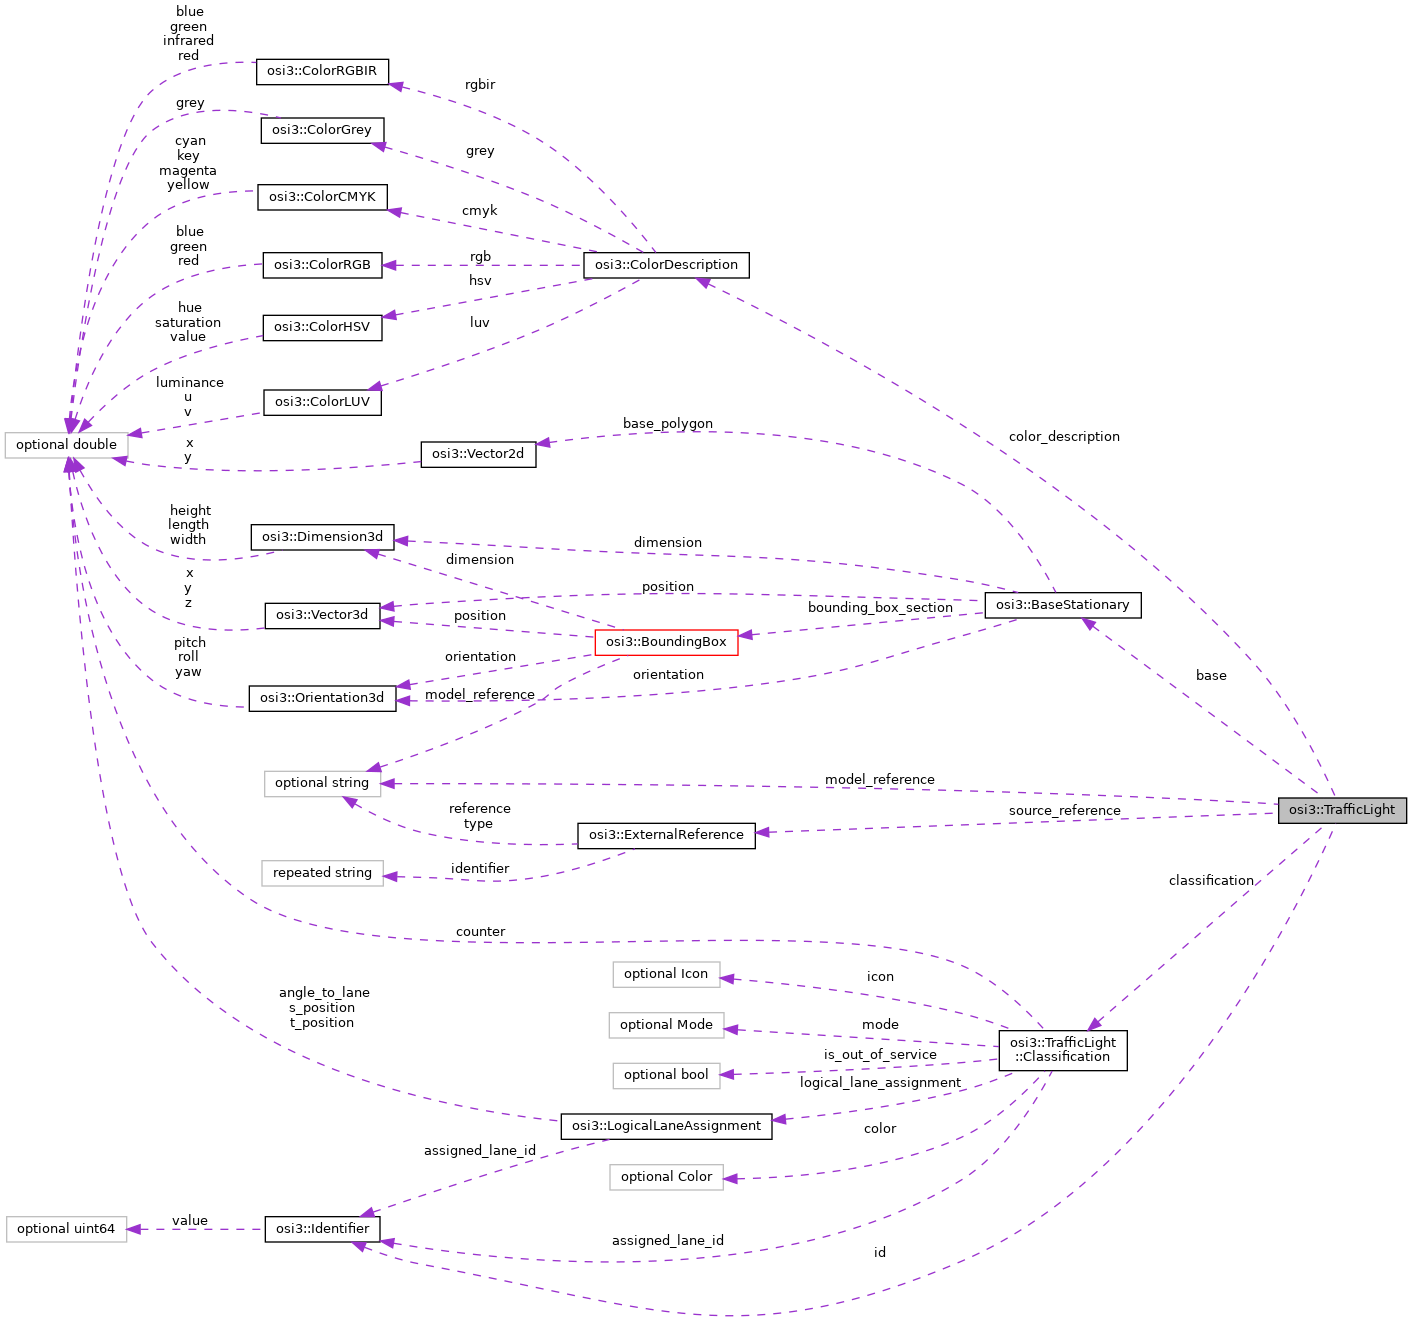 blue
green
infrared
red
osi3::ColorRGBIR
rgbir
grey
osi3::ColorGrey
grey
cyan
key
magenta
yellow
osi3::ColorCMYK
cmyk
blue
green
red
osi3::ColorRGB
rgb
osi3::ColorDescription
hsv
hue
saturation
value
osi3::ColorHSV
luv
luminance
u
v
osi3::ColorLUV
optional double
x
y
osi3::Vector2d
base_polygon
color_description
height
length
width
osi3::Dimension3d
dimension
dimension
x
y
z
osi3::Vector3d
position
position
bounding_box_section
osi3::BaseStationary
osi3::BoundingBox
pitch
roll
yaw
orientation
orientation
base
osi3::Orientation3d
model_reference
optional string
model_reference
reference
type
osi3::ExternalReference
source_reference
osi3::TrafficLight
repeated string
identifier
classification
counter
angle_to_lane
s_position
t_position
optional Icon
icon
optional Mode
mode
osi3::TrafficLight
::Classification
is_out_of_service
optional bool
logical_lane_assignment
osi3::LogicalLaneAssignment
color
assigned_lane_id
optional Color
optional uint64
value
osi3::Identifier
assigned_lane_id
id